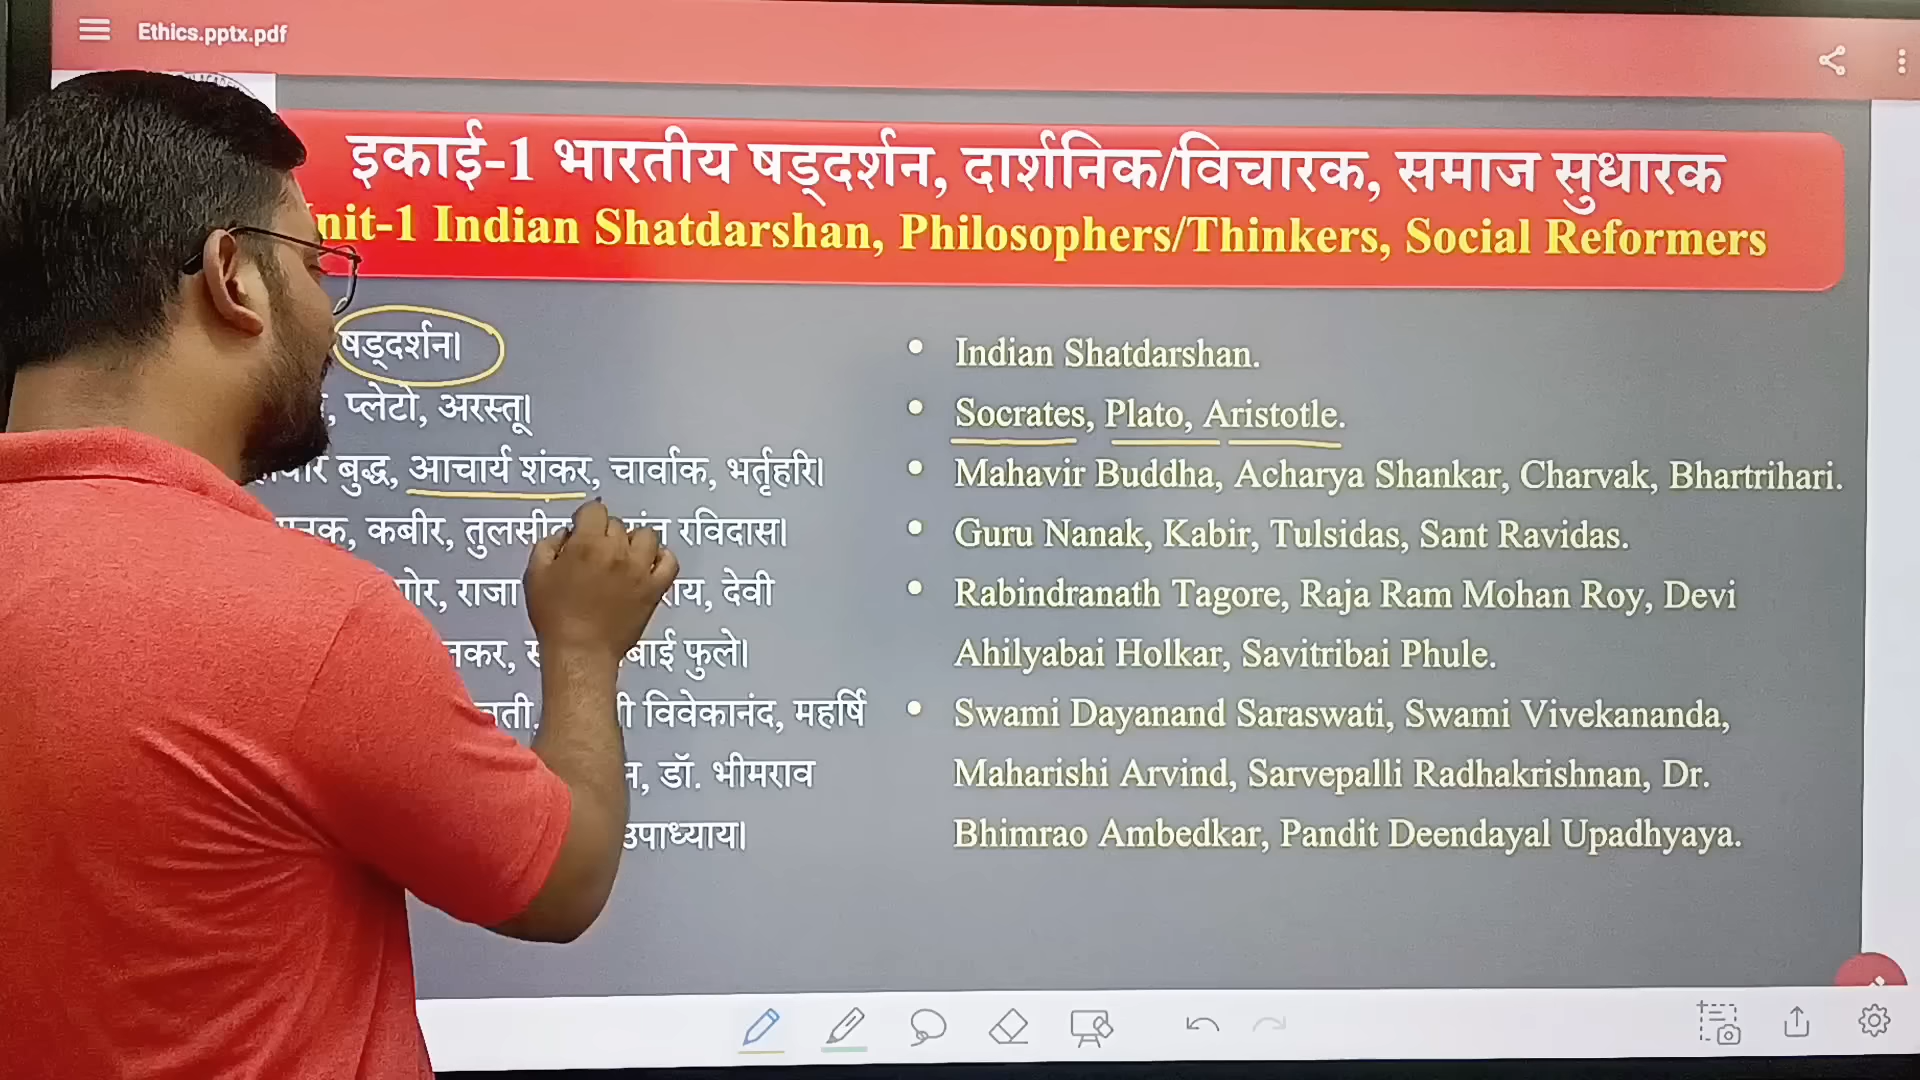 Ethics.pptx.pdf
इकाई-1 भारतीय षड्दर्शन, दार्शनिक/विचारक, समाज सुधारक
nit-1 Indian Shatdarshan, Philosophers/Thinkers, Social Reformers
षड्दर्शन।
, प्लेटो, अरस्तू।
बुद्ध, आचार्य शंकर, चार्वाक, भर्तृहरि।
कबीर, रविदास।
राजा देवी
फुले।
विवेकानंद, महर्षि
डॉ. भीमराव
उपाध्याय।
• Indian Shatdarshan.
• Socrates, Plato, Aristotle.
• Mahavir Buddha, Acharya Shankar, Charvak, Bhartrihari.
• Guru Nanak, Kabir, Tulsidas, Sant Ravidas.
• Rabindranath Tagore, Raja Ram Mohan Roy, Devi
Ahilyabai Holkar, Savitribai Phule.
• Swami Dayanand Saraswati, Swami Vivekananda,
Maharishi Arvind, Sarvepalli Radhakrishnan, Dr.
Bhimrao Ambedkar, Pandit Deendayal Upadhyaya.